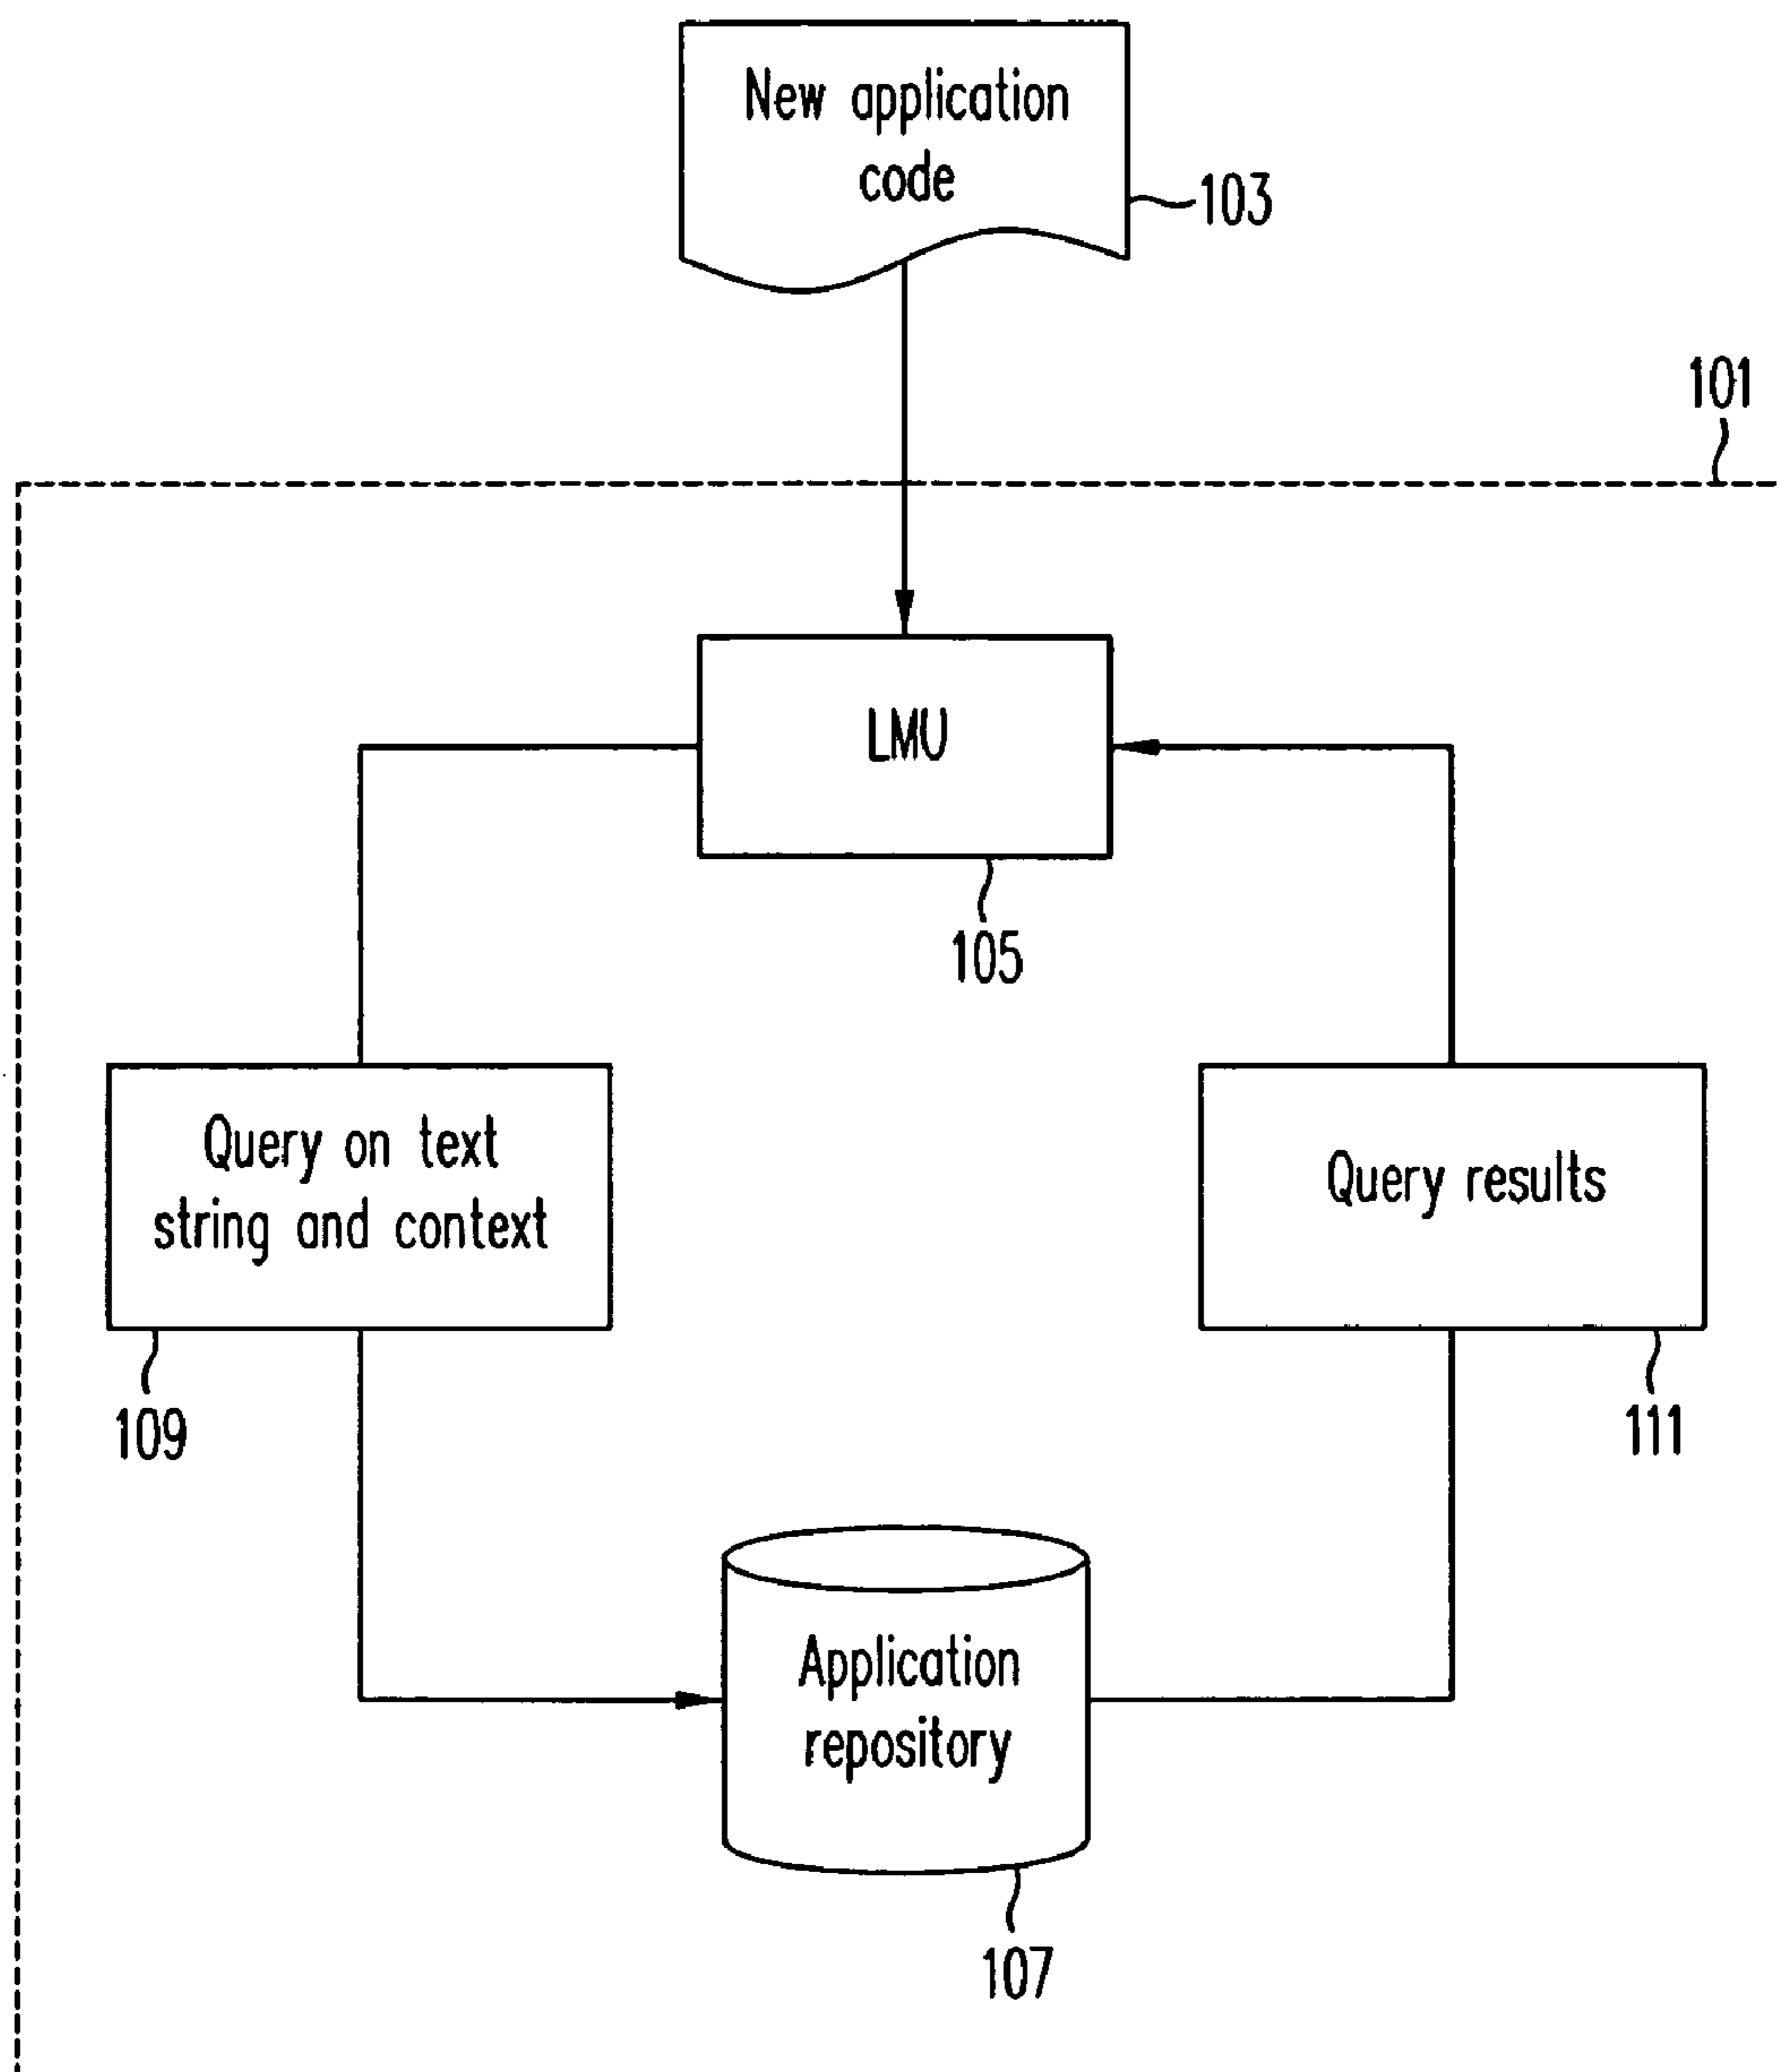 New application
code
103
101
LMU
105
Query on text
string and context
109
Query results
111
Application
repository
107